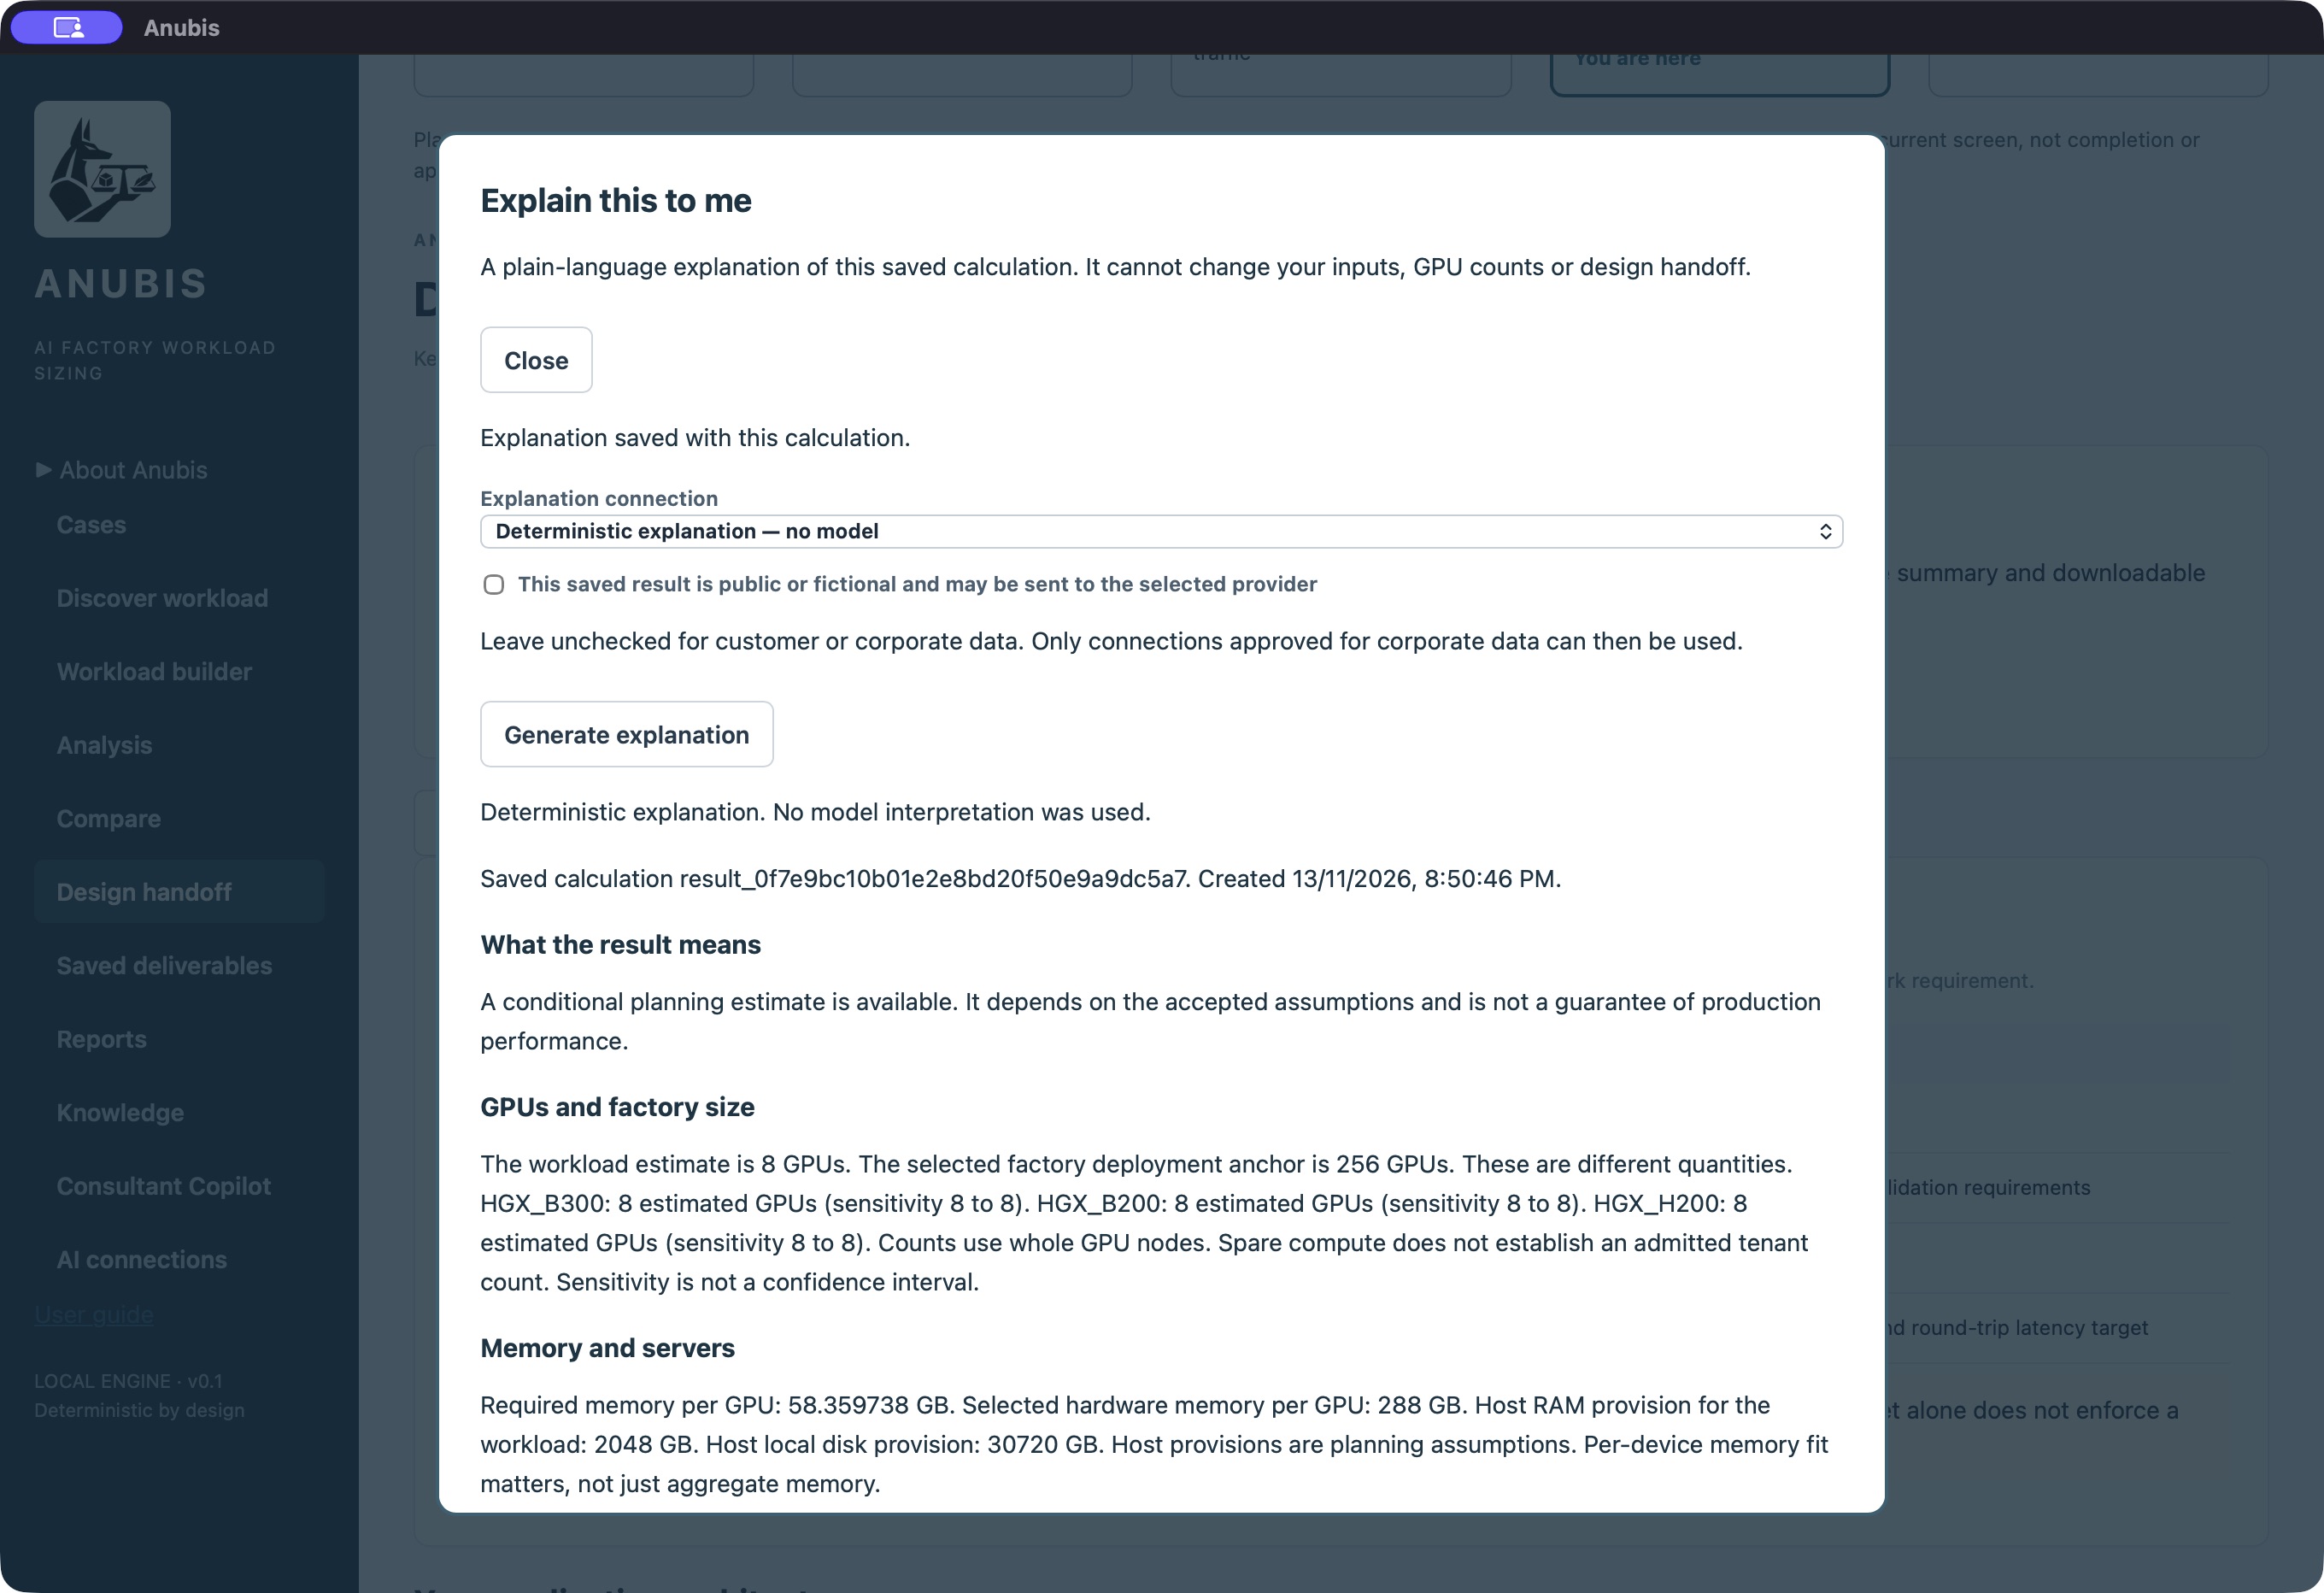 Anubis
ANUBIS
AI FACTORY WORKLOAD
SIZING
About Anubis
Cases
Discover workload
Workload builder
Analysis
Compare
Design handoff
Saved deliverables
Reports
Knowledge
Consultant Copilot
AI connections
User guide
LOCAL ENGINE · v0.1
Deterministic by design
You are here
current screen, not completion or
summary and downloadable
requirement.
requirements
round-trip latency target
alone does not enforce a
Explain this to me
A plain-language explanation of this saved calculation. It cannot change your inputs, GPU counts or design handoff.
Close
Explanation saved with this calculation.
Explanation connection
Deterministic explanation — no model
This saved result is public or fictional and may be sent to the selected provider
Leave unchecked for customer or corporate data. Only connections approved for corporate data can then be used.
Generate explanation
Deterministic explanation. No model interpretation was used.
Saved calculation result_0f7e9bc10b01e2e8bd20f50e9a9dc5a7. Created 13/11/2026, 8:50:46 PM.
What the result means
A conditional planning estimate is available. It depends on the accepted assumptions and is not a guarantee of production
performance.
GPUs and factory size
The workload estimate is 8 GPUs. The selected factory deployment anchor is 256 GPUs. These are different quantities.
HGX_B300: 8 estimated GPUs (sensitivity 8 to 8). HGX_B200: 8 estimated GPUs (sensitivity 8 to 8). HGX_H200: 8
estimated GPUs (sensitivity 8 to 8). Counts use whole GPU nodes. Spare compute does not establish an admitted tenant
count. Sensitivity is not a confidence interval.
Memory and servers
Required memory per GPU: 58.359738 GB. Selected hardware memory per GPU: 288 GB. Host RAM provision for the
workload: 2048 GB. Host local disk provision: 30720 GB. Host provisions are planning assumptions. Per-device memory fit
matters, not just aggregate memory.